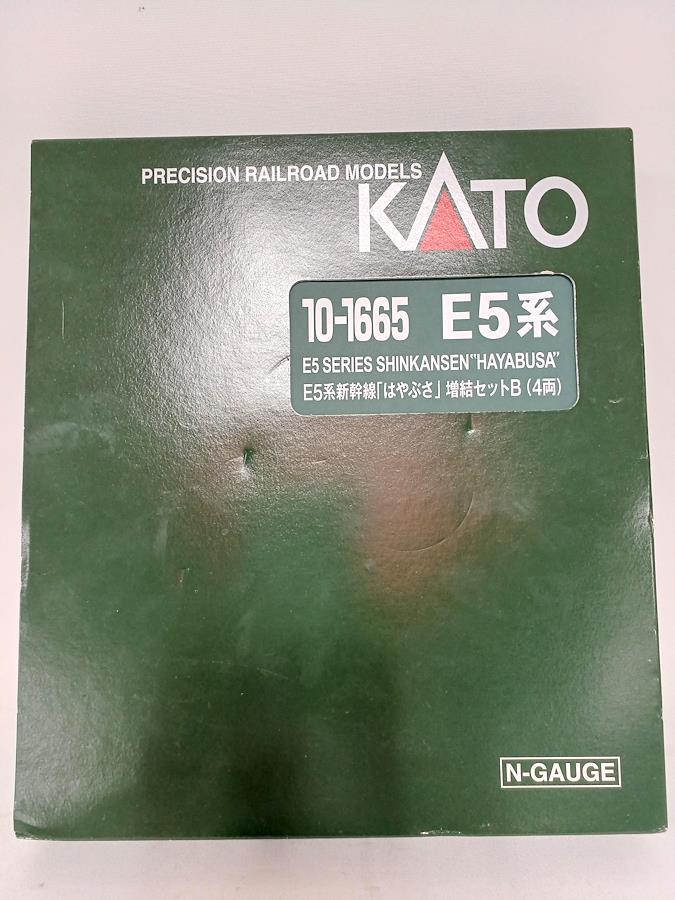 PRECISION RAILROAD MODELS
KATO
10-1665 E5系
E5 SERIES SHINKANSEN "HAYABUSA"
E5系新幹線「はやぶさ」増結セットB(4両)
N-GAUGE